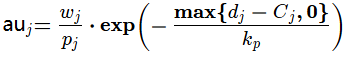 au_j = \frac{w_j}{p_j} \cdot \exp\left(-\frac{\max\{d_j - C_j, 0\}}{k_p}\right)